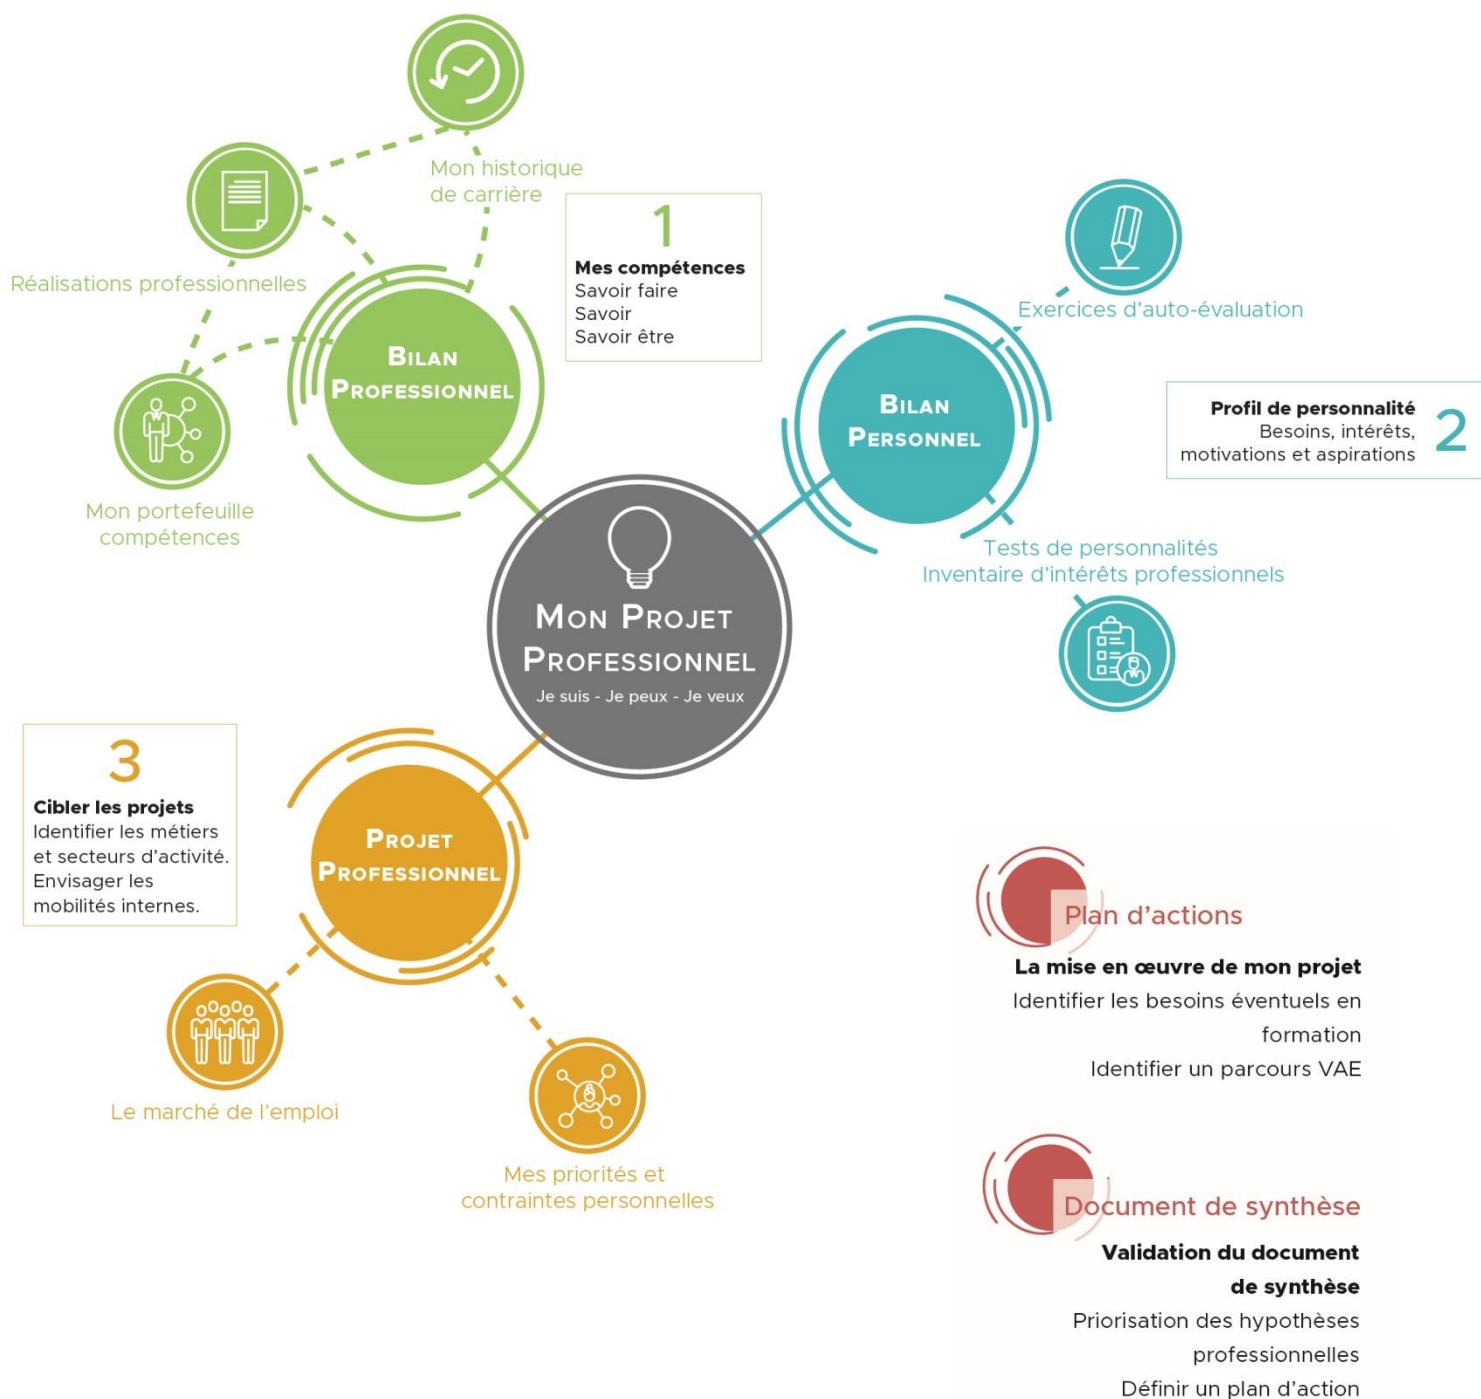 Mon historique
de carrière
Réalisations professionnelles
Mon portefeuille
compétences
BILAN
PROFESSIONNEL
1
Mes compétences
Savoir faire
Savoir
Savoir être
Exercices d'auto-évaluation
BILAN
PERSONNEL
Profil de personnalité
Besoins, intérêts,
motivations et aspirations
2
Tests de personnalités
Inventaire d'intérêts professionnels
MON PROJET
PROFESSIONNEL
Je suis - Je peux - Je veux
3
Cibler les projets
Identifier les métiers
et secteurs d'activité.
Envisager les
mobilités internes.
PROJET
PROFESSIONNEL
Le marché de l'emploi
Mes priorités et
contraintes personnelles
Plan d'actions
La mise en œuvre de mon projet
Identifier les besoins éventuels en
formation
Identifier un parcours VAE
Document de synthèse
Validation du document
de synthèse
Priorisation des hypothèses
professionnelles
Définir un plan d'action